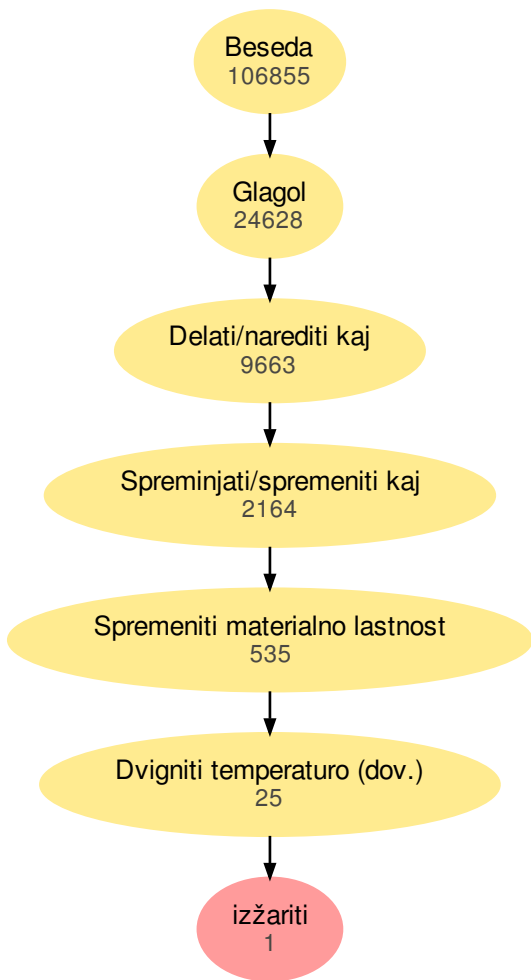 Beseda
106855
Glagol
24628
Delati/narediti kaj
9663
Spreminjati/spremeniti kaj
2164
Spremeniti materialno lastnost
535
Dvigniti temperaturo (dov.)
25
izžariti
1